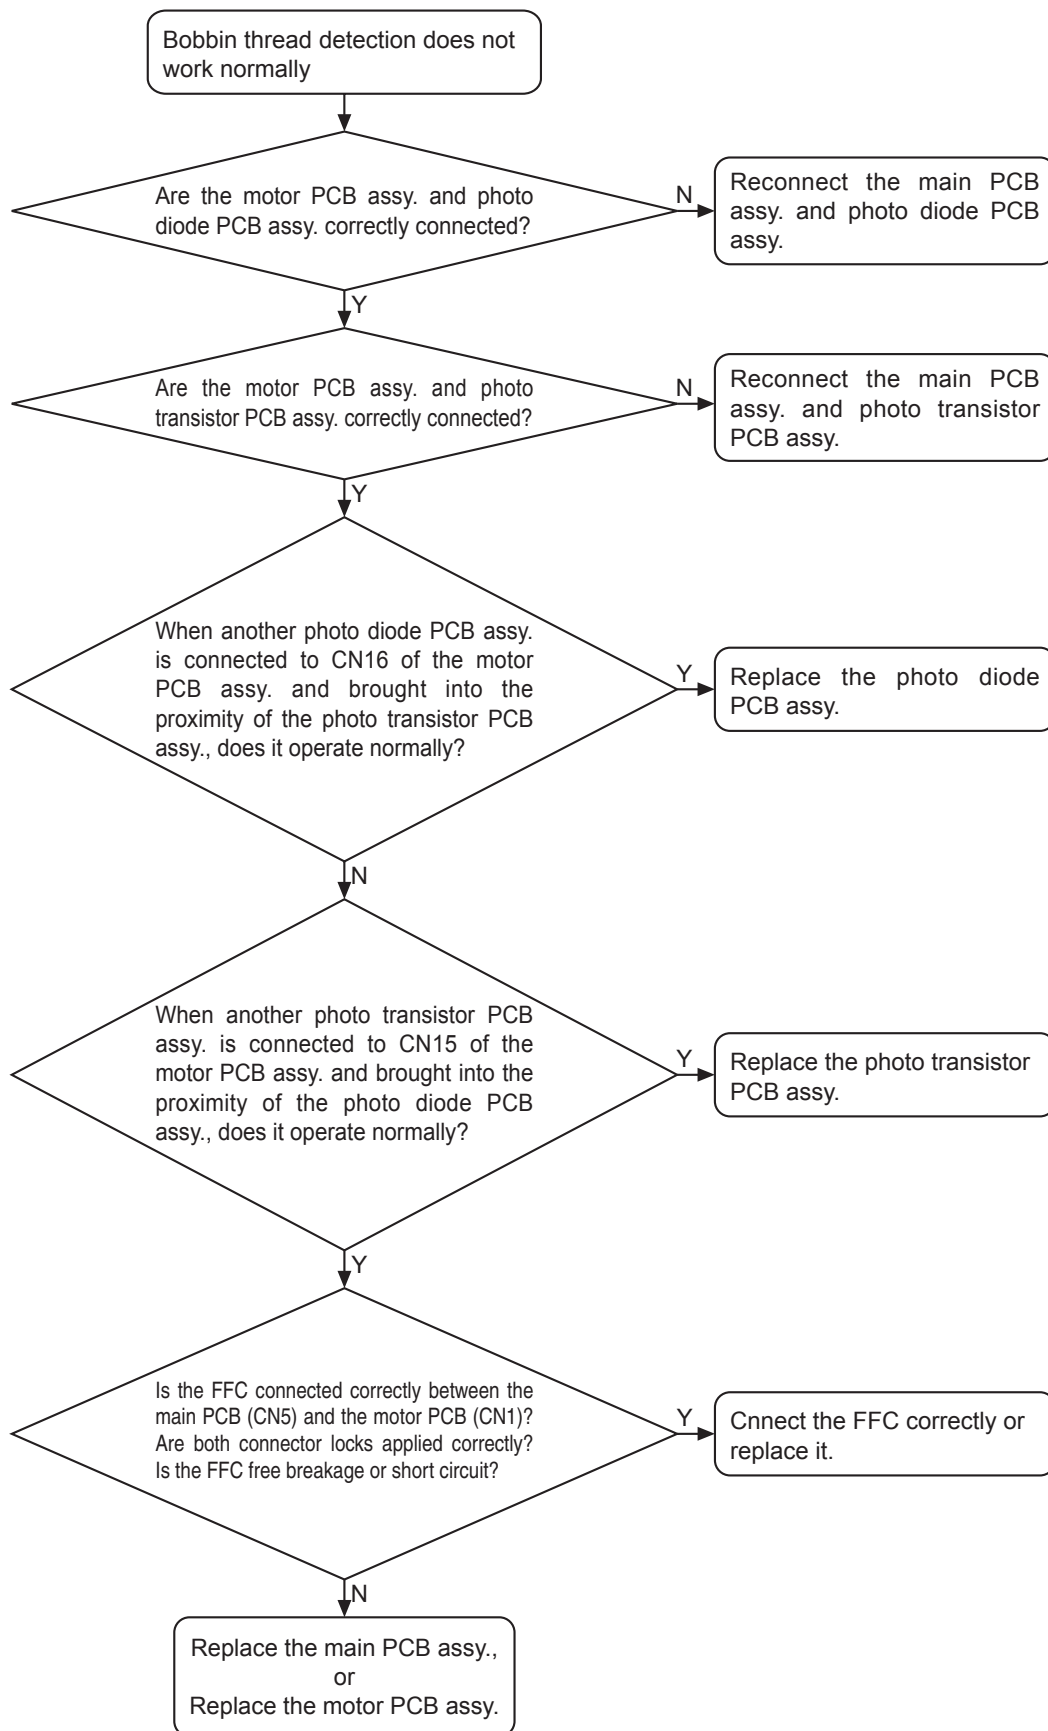 Bobbin thread detection does not
work normally
Are the motor PCB assy. and photo
diode PCB assy. correctly connected?
N
Reconnect the main PCB
assy. and photo diode PCB
assy.
Y
Are the motor PCB assy. and photo
transistor PCB assy. correctly connected?
N
Reconnect the main PCB
assy. and photo transistor
PCB assy.
Y
When another photo diode PCB assy.
is connected to CN16 of the motor
PCB assy. and brought into the
proximity of the photo transistor PCB
assy., does it operate normally?
Y
Replace the photo diode
PCB assy.
N
When another photo transistor PCB
assy. is connected to CN15 of the
motor PCB assy. and brought into the
proximity of the photo diode PCB
assy., does it operate normally?
Y
Replace the photo transistor
PCB assy.
Y
Is the FFC connected correctly between the
main PCB (CN5) and the motor PCB (CN1)?
Are both connector locks applied correctly?
Is the FFC free breakage or short circuit?
Y
Cnnect the FFC correctly or
replace it.
N
Replace the main PCB assy.,
or
Replace the motor PCB assy.